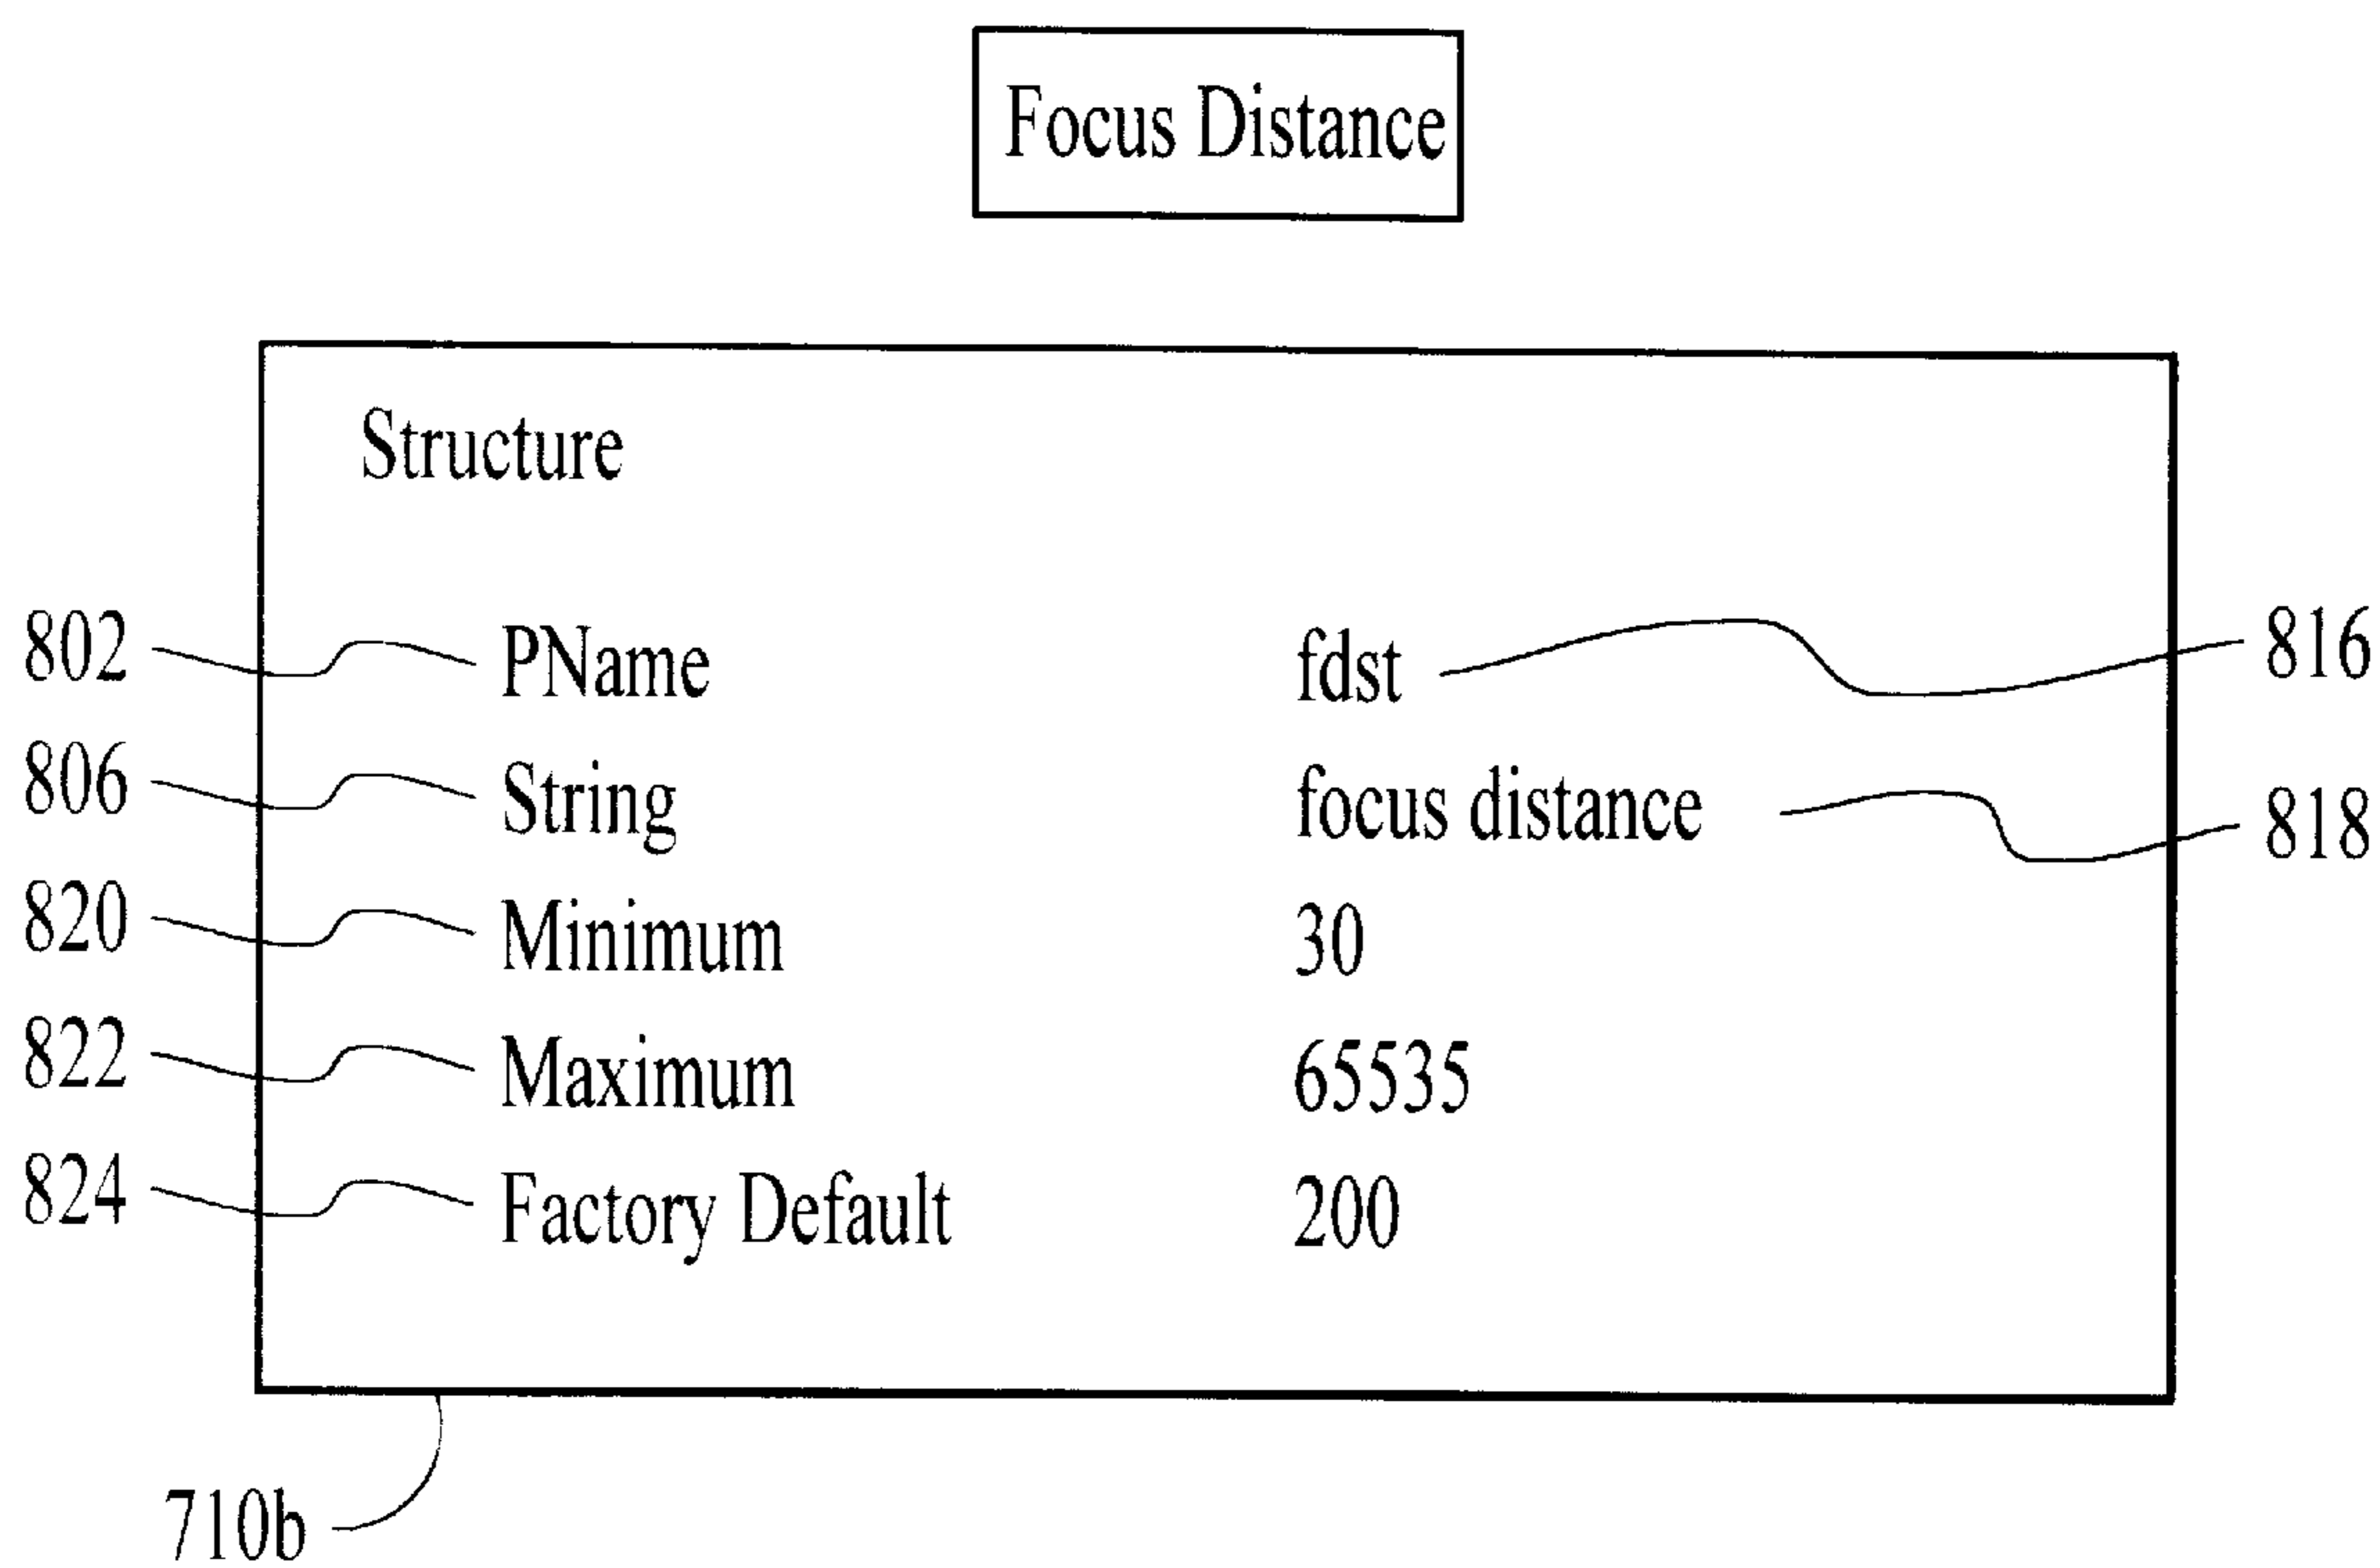 Focus Distance
Structure
802 PName fdst 816
806 String focus distance 818
820 Minimum 30
822 Maximum 65535
824 Factory Default 200
710b